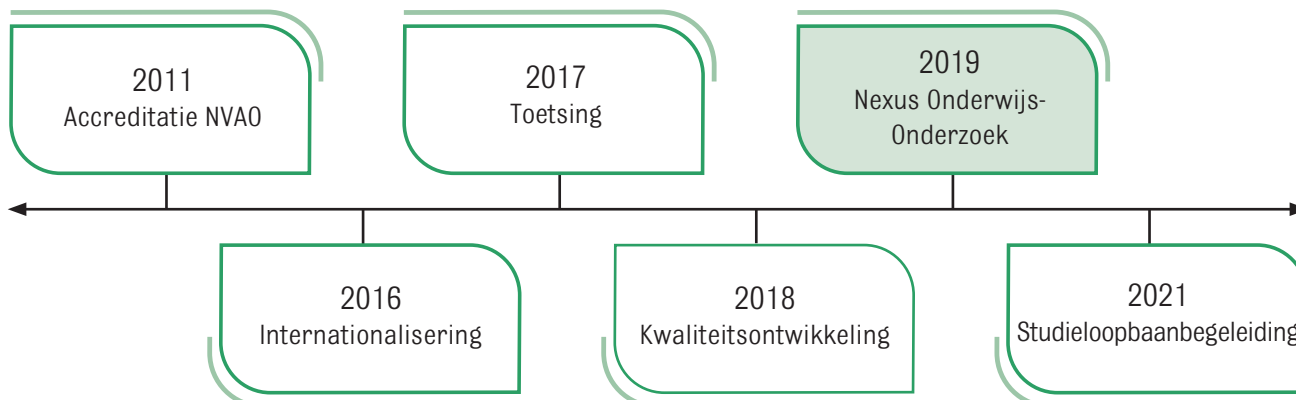 2011
Accreditatie NVAO
2016
Internationalisering
2017
Toetsing
2018
Kwaliteitsontwikkeling
2019
Nexus Onderwijs-
Onderzoek
2021
Studieloopbaanbegeleiding